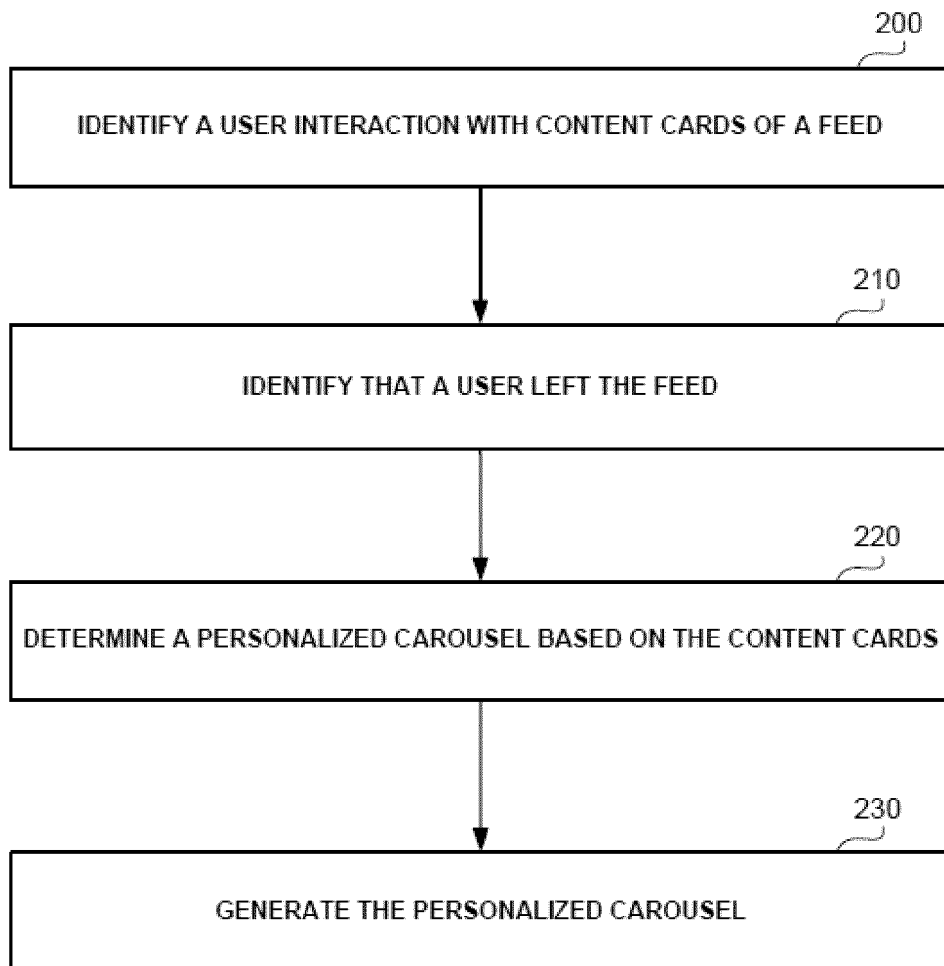 200
IDENTIFY A USER INTERACTION WITH CONTENT CARDS OF A FEED
210
IDENTIFY THAT A USER LEFT THE FEED
220
DETERMINE A PERSONALIZED CAROUSEL BASED ON THE CONTENT CARDS
230
GENERATE THE PERSONALIZED CAROUSEL